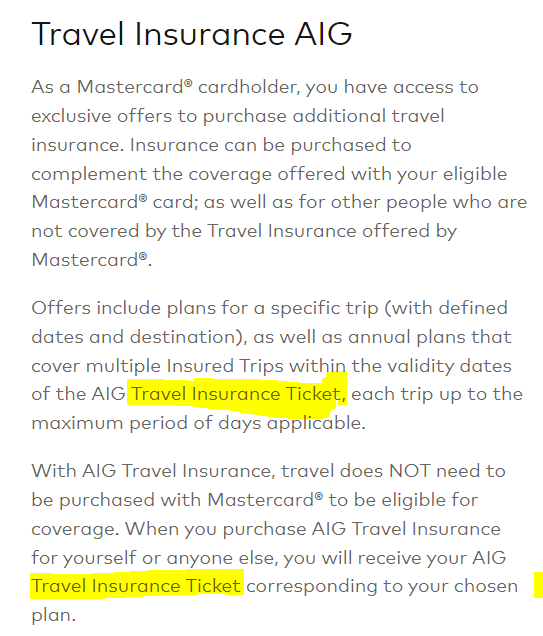 Travel Insurance AIG
As a Mastercard® cardholder, you have access to
exclusive offers to purchase additional travel
insurance. Insurance can be purchased to
complement the coverage offered with your eligible
Mastercard® card; as well as for other people who are
not covered by the Travel Insurance offered by
Mastercard®.
Offers include plans for a specific trip (with defined
dates and destination), as well as annual plans that
cover multiple Insured Trips within the validity dates
of the AIG Travel Insurance Ticket, each trip up to the
maximum period of days applicable.
With AIG Travel Insurance, travel does NOT need to
be purchased with Mastercard® to be eligible for
coverage. When you purchase AIG Travel Insurance
for yourself or anyone else, you will receive your AIG
Travel Insurance Ticket corresponding to your chosen
plan.